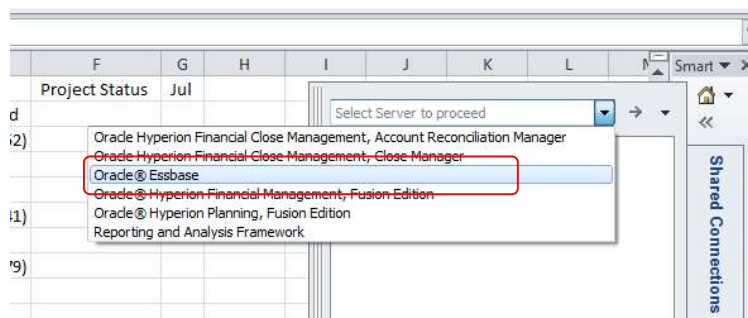 F G H I J K L
Smart
Project Status Jul
Select Server to proceed
Oracle Hyperion Financial Close Management, Account Reconciliation Manager
Oracle Hyperion Financial Close Management, Close Manager
Oracle® Essbase
Oracle® Hyperion Financial Management, Fusion Edition
Oracle® Hyperion Planning, Fusion Edition
Reporting and Analysis Framework
d
52)
41)
79)
Shared Connections